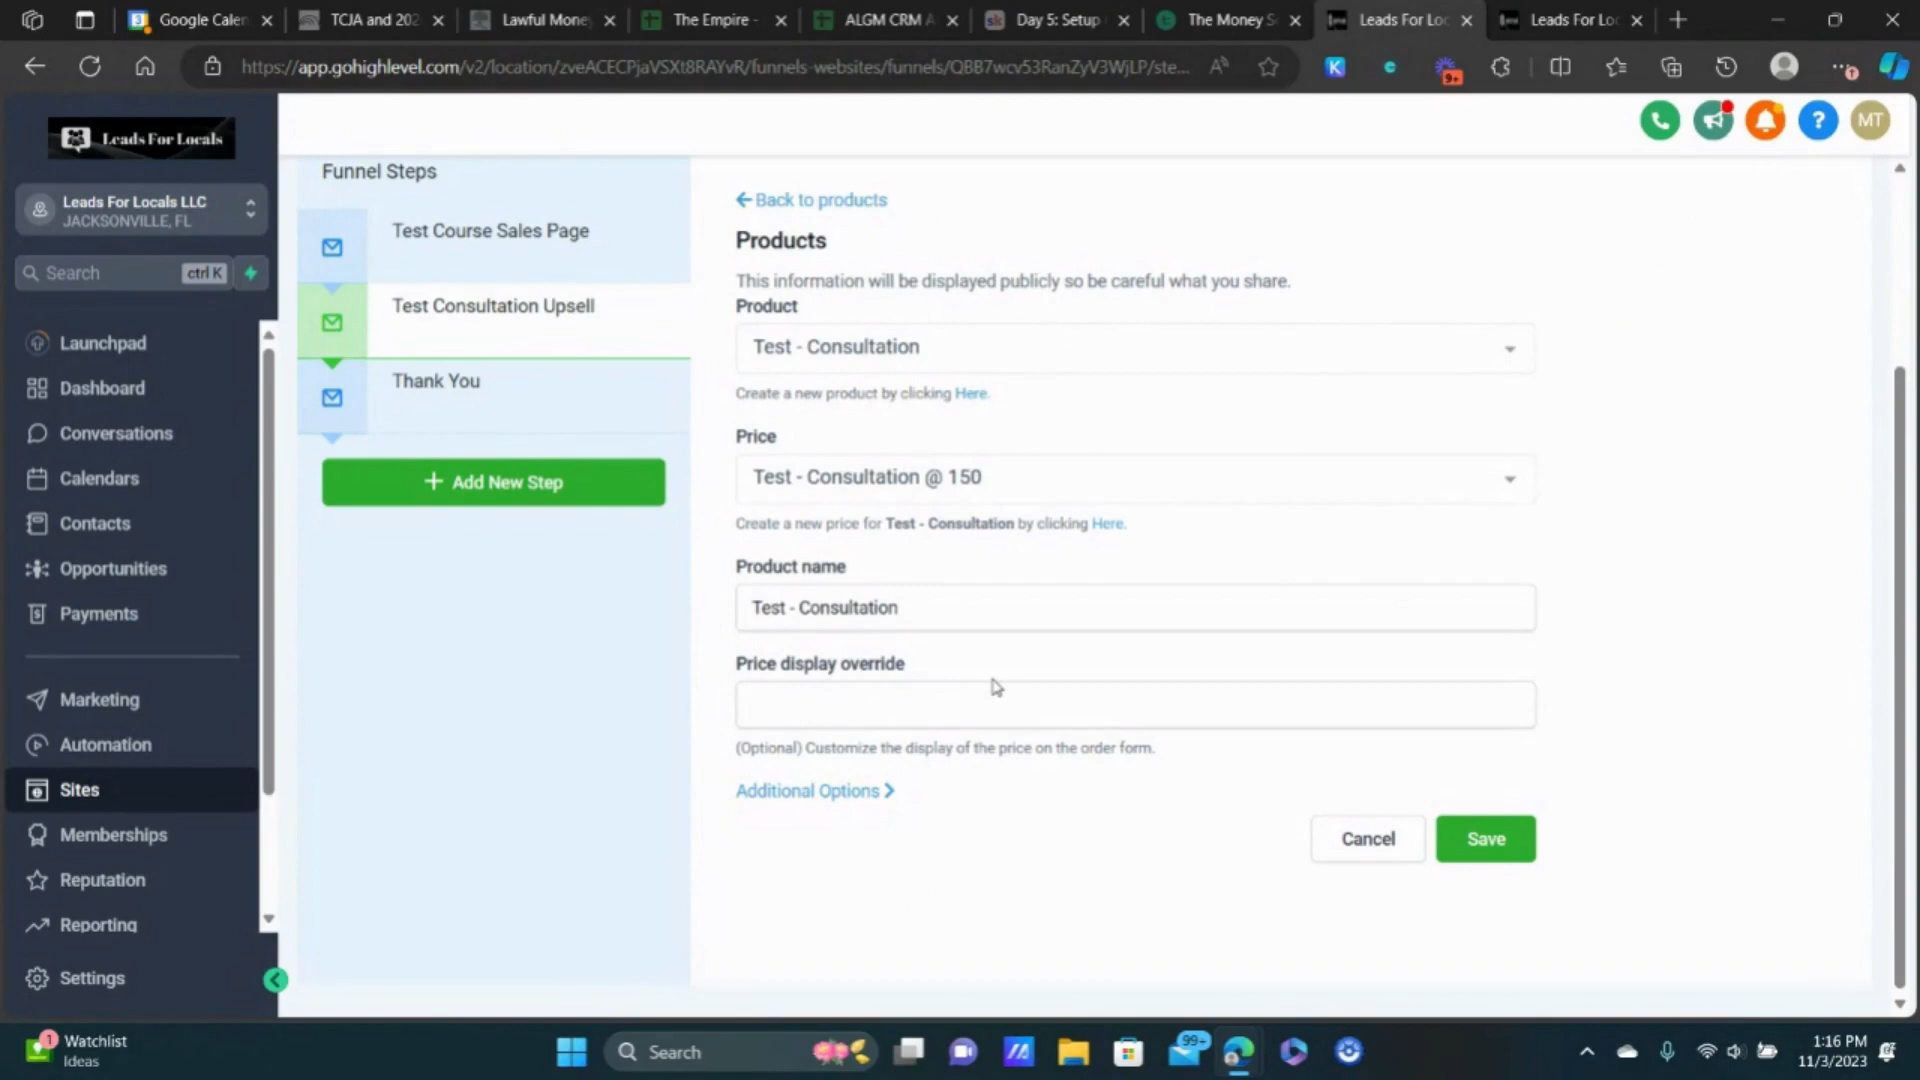 Google Calen
TCJA and 202
Lawful Mone
The Empire -
ALGM CRM A
Day 5: Setup
The Money S
Leads For Loc
Leads For Loc
https://app.gohighlevel.com/v2/location/zveACECPjaVSXt8RAYvR/funnels-websites/funnels/QBB7wcv53RanZyV3WjLP/ste...
9+
1
Leads For Locals
MT
Leads For Locals LLC
JACKSONVILLE, FL
Search
ctrl K
Launchpad
Dashboard
Conversations
Calendars
Contacts
Opportunities
Payments
Marketing
Automation
Sites
Memberships
Reputation
Reporting
Settings
Funnel Steps
Test Course Sales Page
Test Consultation Upsell
Thank You
+ Add New Step
Back to products
Products
This information will be displayed publicly so be careful what you share.
Product
Test - Consultation
Create a new product by clicking Here.
Price
Test - Consultation @ 150
Create a new price for Test - Consultation by clicking Here.
Product name
Test - Consultation
Price display override
(Optional) Customize the display of the price on the order form.
Additional Options
Cancel
Save
1
Watchlist
Ideas
Search
99+
1:16 PM
11/3/2023